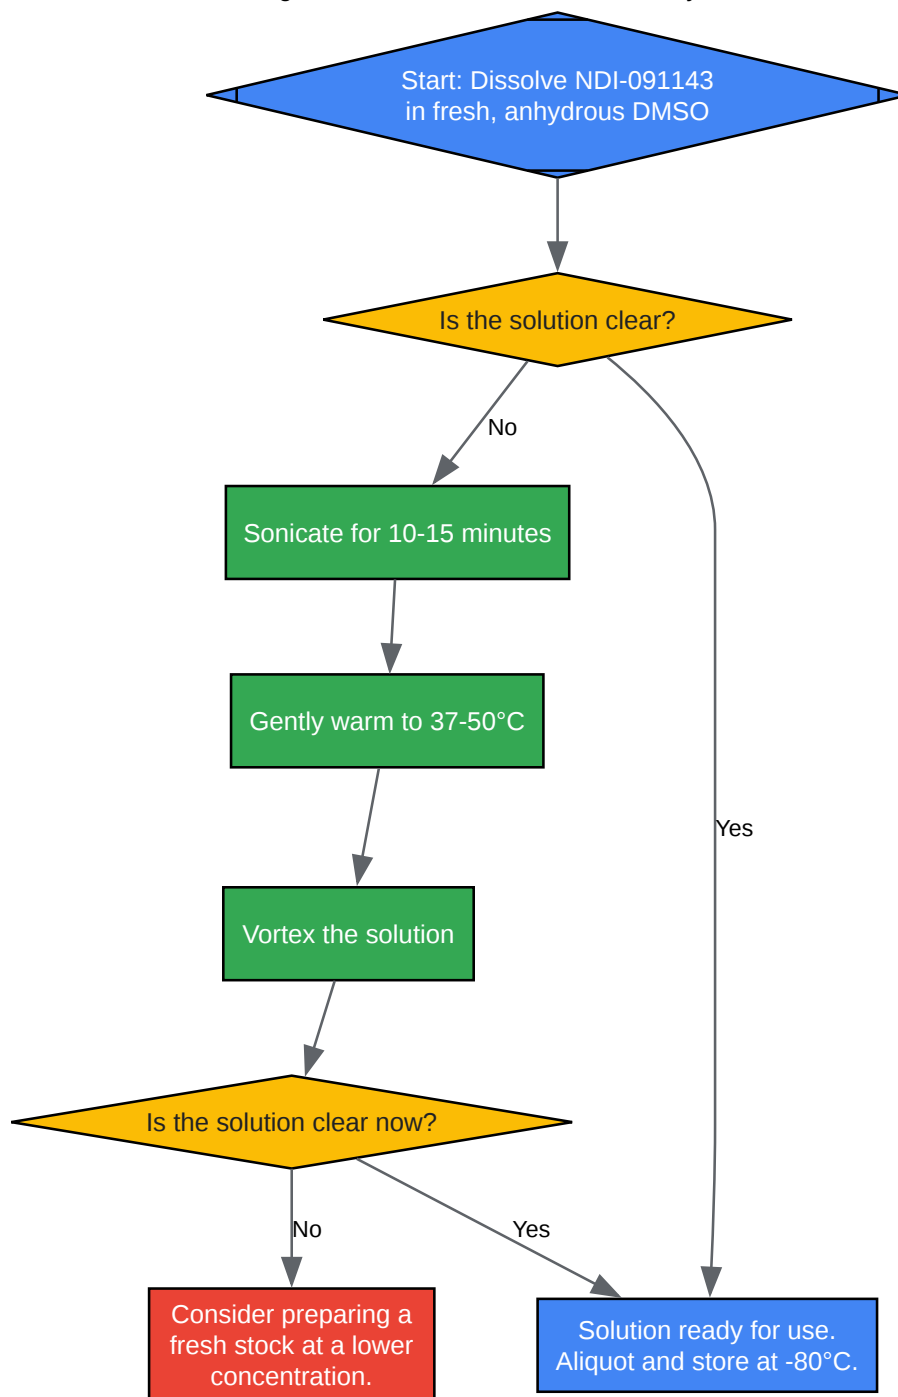 Start: Dissolve NDI-091143
in fresh, anhydrous DMSO
Is the solution clear?
No
Sonicate for 10-15 minutes
Gently warm to 37-50°C
Yes
Vortex the solution
Is the solution clear now?
No
Yes
Consider preparing a
fresh stock at a lower
concentration.
Solution ready for use.
Aliquot and store at -80°C.